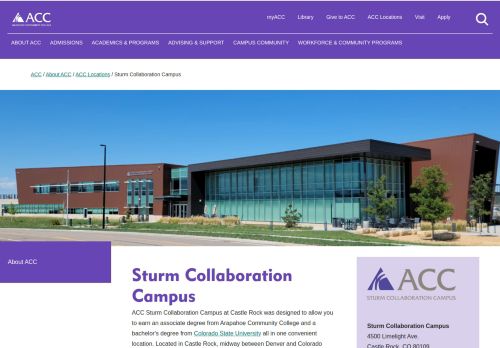 ACC
myACC
Library
Give to ACC
ACC Locations
Visit
Apply
ABOUT ACC
ADMISSIONS
ACADEMICS & PROGRAMS
ADVISING & SUPPORT
CAMPUS COMMUNITY
WORKFORCE & COMMUNITY PROGRAMS
ACC / About ACC / ACC Locations / Sturm Collaboration Campus
About ACC
Sturm Collaboration
Campus
ACC Sturm Collaboration Campus at Castle Rock was designed to allow you
to earn an associate degree from Arapahoe Community College and a
bachelor's degree from Colorado State University all in one convenient
location. Located in Castle Rock, midway between Denver and Colorado
ACC
STURM COLLABORATION CAMPUS
Sturm Collaboration Campus
4500 Limelight Ave.
Castle Rock, CO 80109